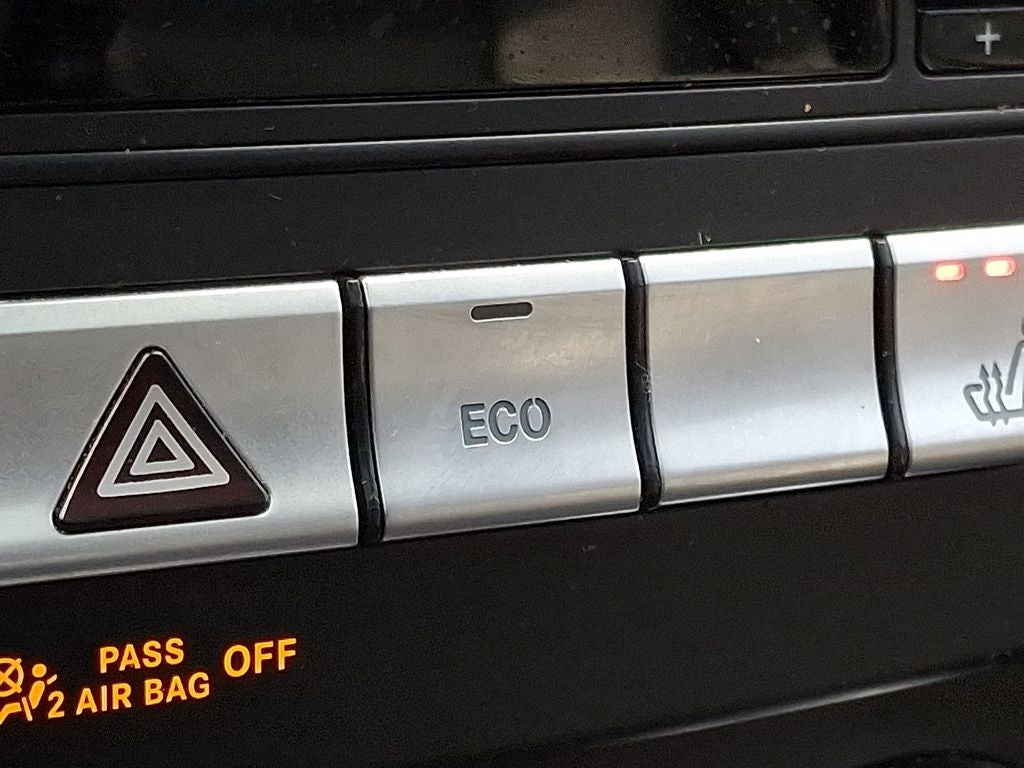 +
ECO
PASS OFF
2 AIR BAG